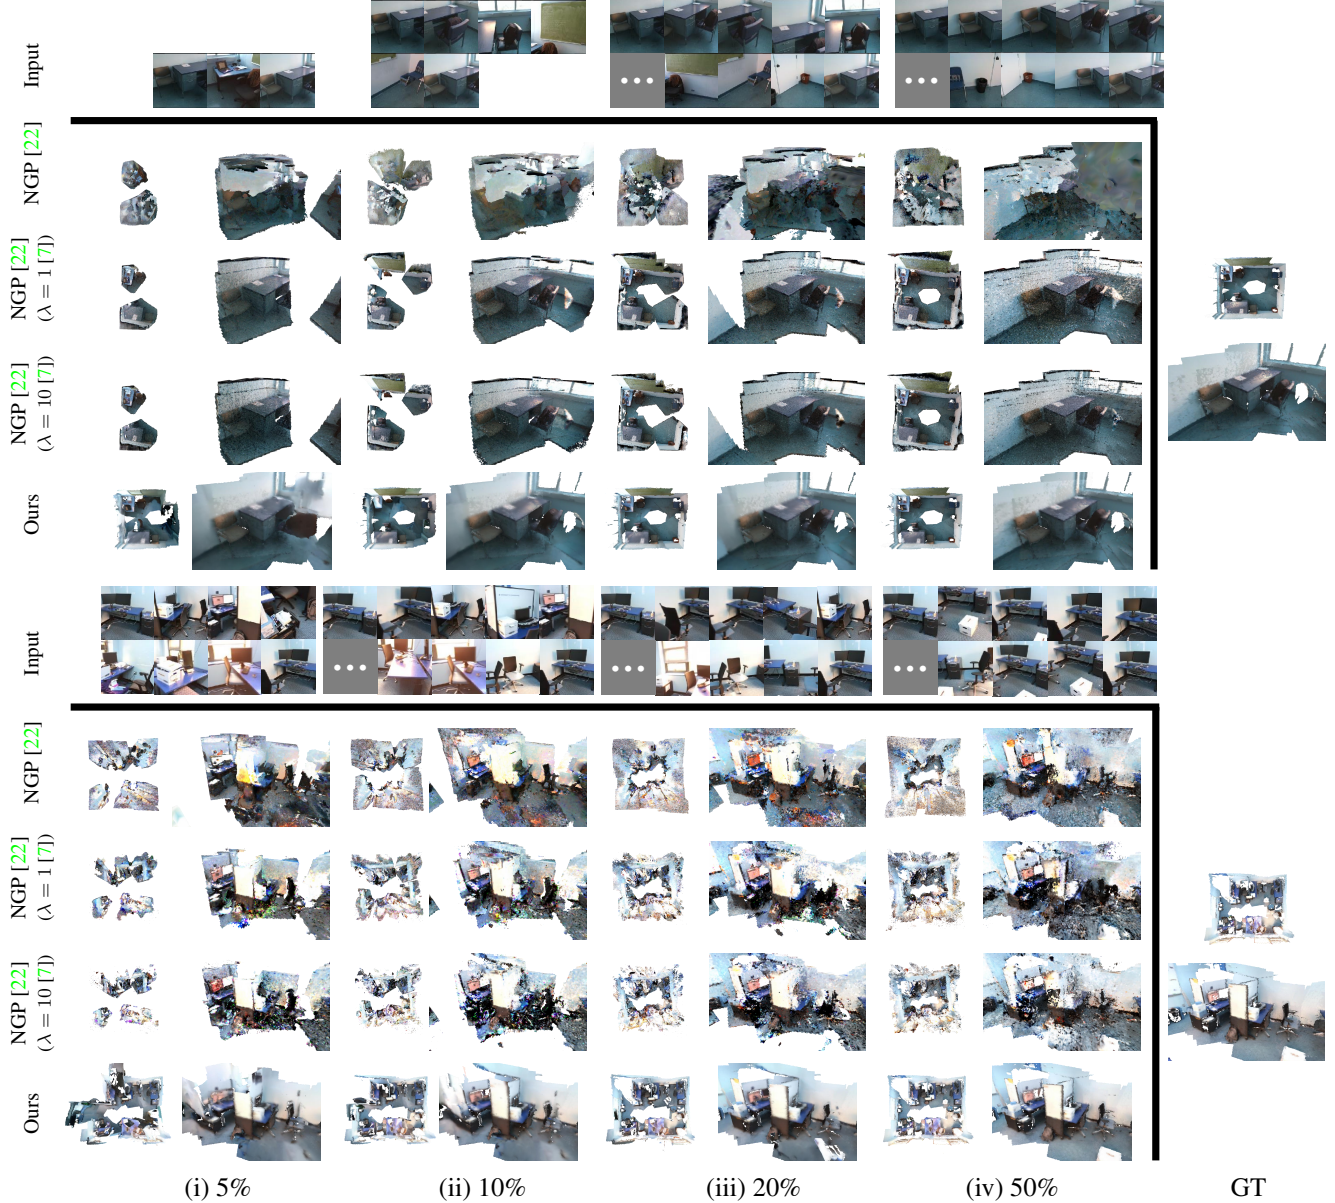 Input
NGP [22]
NGP [22]
(λ = 1 [7])
NGP [22]
(λ = 10 [7])
Ours
Input
NGP [22]
NGP [22]
(λ = 1 [7])
NGP [22]
(λ = 10 [7])
Ours
(i) 5%
(ii) 10%
(iii) 20%
(iv) 50%
GT